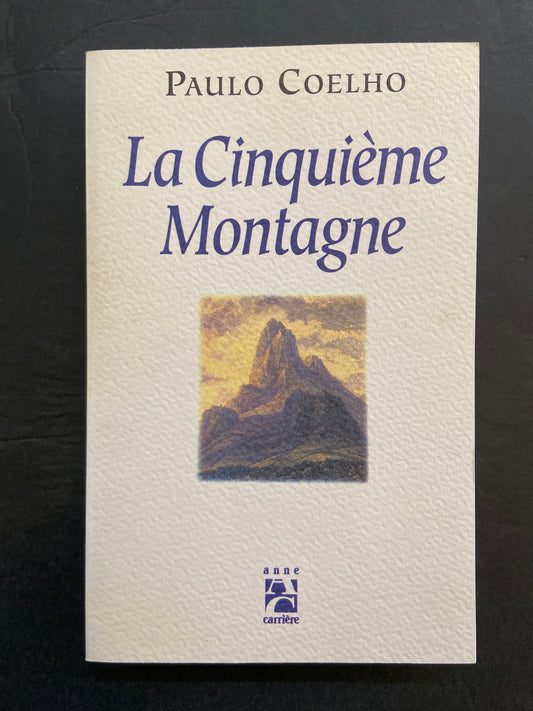 PAULO COELHO
La Cinquième
Montagne
anne
carrière